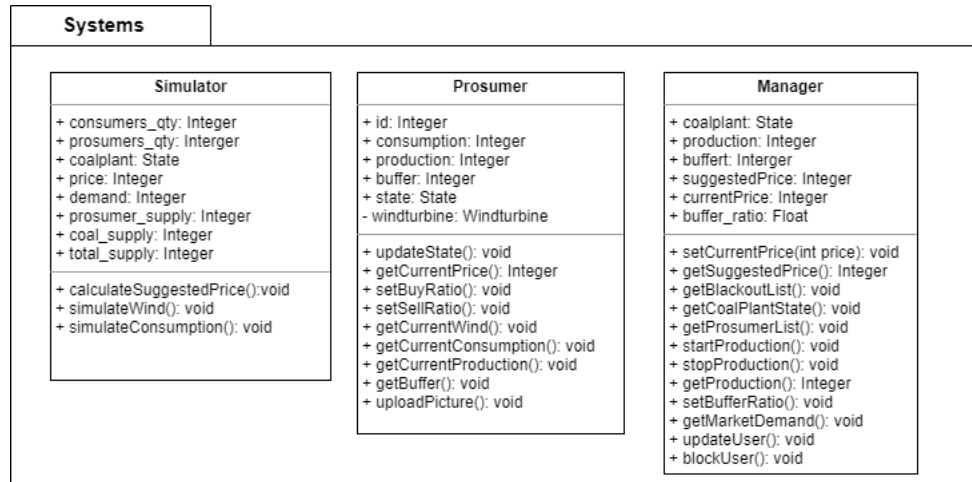 Systems
Simulator
+ consumers_qty: Integer
+ prosumers_qty: Interger
+ coalplant: State
+ price: Integer
+ demand: Integer
+ prosumer_supply: Integer
+ coal_supply: Integer
+ total_supply: Integer
+ calculateSuggestedPrice():void
+ simulateWind(): void
+ simulateConsumption(): void
Prosumer
+ id: Integer
+ consumption: Integer
+ production: Integer
+ buffer: Integer
+ state: State
- windturbine: Windturbine
+ updateState(): void
+ getCurrentPrice(): Integer
+ setBuyRatio(): void
+ setSellRatio(): void
+ getCurrentWind(): void
+ getCurrentConsumption(): void
+ getCurrentProduction(): void
+ getBuffer(): void
+ uploadPicture(): void
Manager
+ coalplant: State
+ production: Integer
+ buffert: Interger
+ suggestedPrice: Integer
+ currentPrice: Integer
+ buffer_ratio: Float
+ setCurrentPrice(int price): void
+ getSuggestedPrice(): Integer
+ getBlackoutList(): void
+ getCoalPlantState(): void
+ getProsumerList(): void
+ startProduction(): void
+ stopProduction(): void
+ getProduction(): Integer
+ setBufferRatio(): void
+ getMarketDemand(): void
+ updateUser(): void
+ blockUser(): void